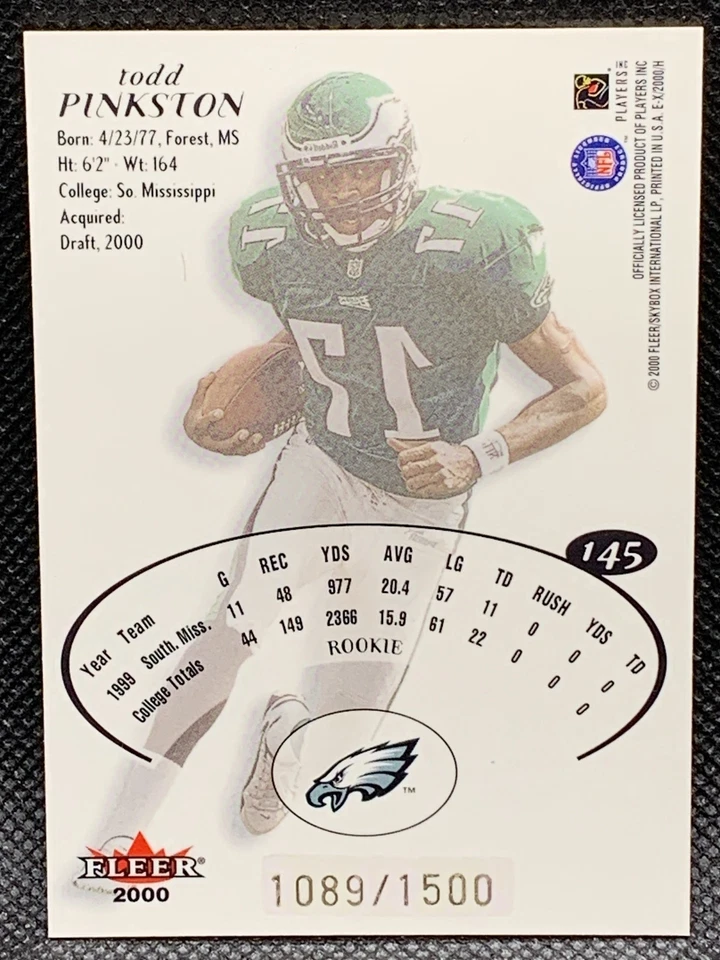 todd
PINKSTON
Born: 4/23/77, Forest, MS
Ht: 6'2" · Wt: 164
College: So. Mississippi
Acquired:
Draft, 2000
PLAYERS INC
NFL
OFFICIALLY LICENSED PRODUCT OF PLAYERS INC
© 2000 FLEER/SKYBOX INTERNATIONAL LP, PRINTED IN U.S.A. E-X/2000/H
145
Year Team G REC YDS AVG LG TD RUSH YDS TD
1999 South. Miss. 11 48 977 20.4 57 11 0 0 0
College Totals 44 149 2366 15.9 61 22 0 0 0
ROOKIE
TM
FLEER®
2000
1089/1500